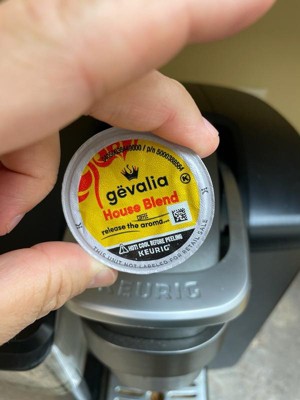 gevalia
House Blend
COFFEE
release the aroma...
HOT! COOL BEFORE PEELING
KEURIG®
THIS UNIT NOT LABELED FOR RETAIL SALE
K
K
K
KEURIG